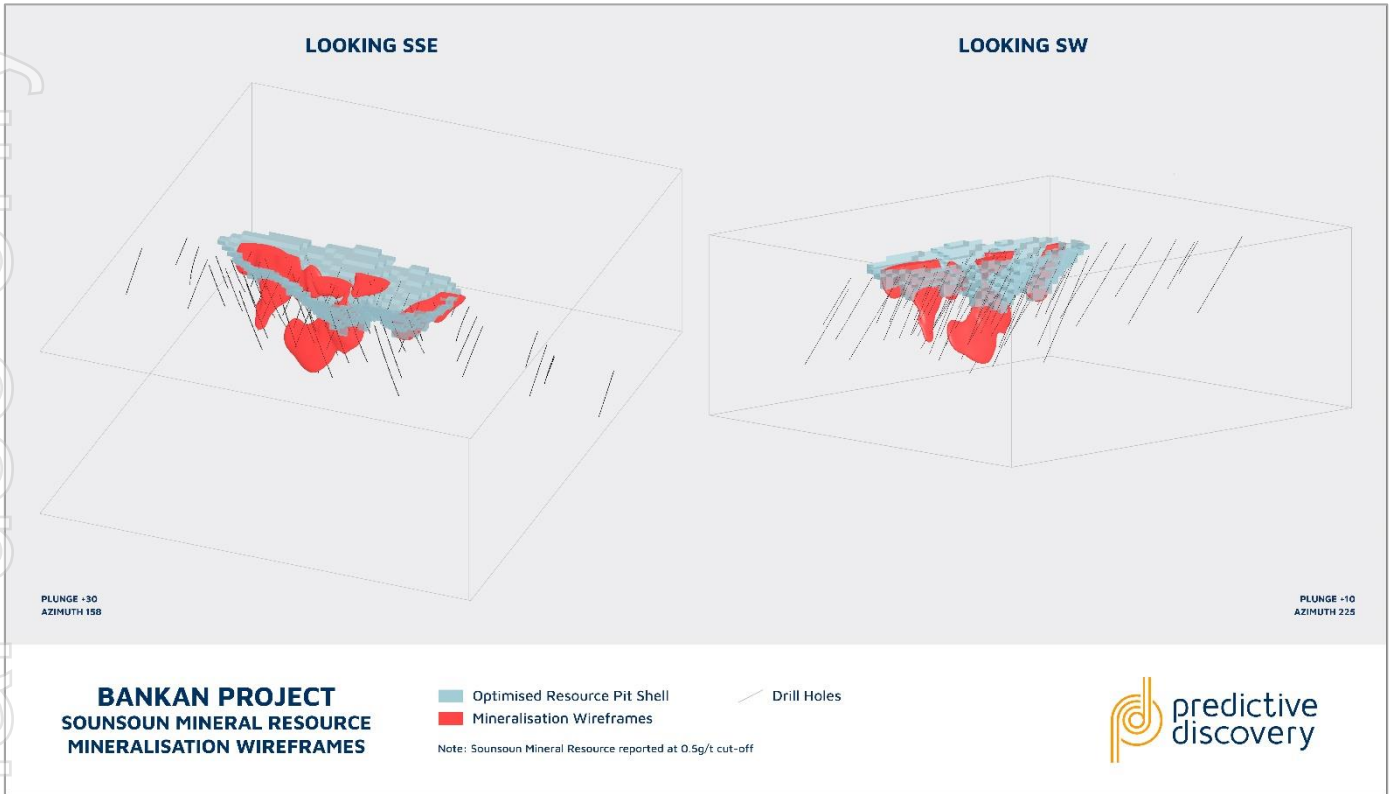 LOOKING SSE
LOOKING SW
PLUNGE +30
AZIMUTH 158
PLUNGE +10
AZIMUTH 225
BANKAN PROJECT
SOUNSOUN MINERAL RESOURCE
MINERALISATION WIREFRAMES
Optimised Resource Pit Shell
Mineralisation Wireframes
Drill Holes
Note: Sounsoun Mineral Resource reported at 0.5g/t cut-off
predictive
discovery